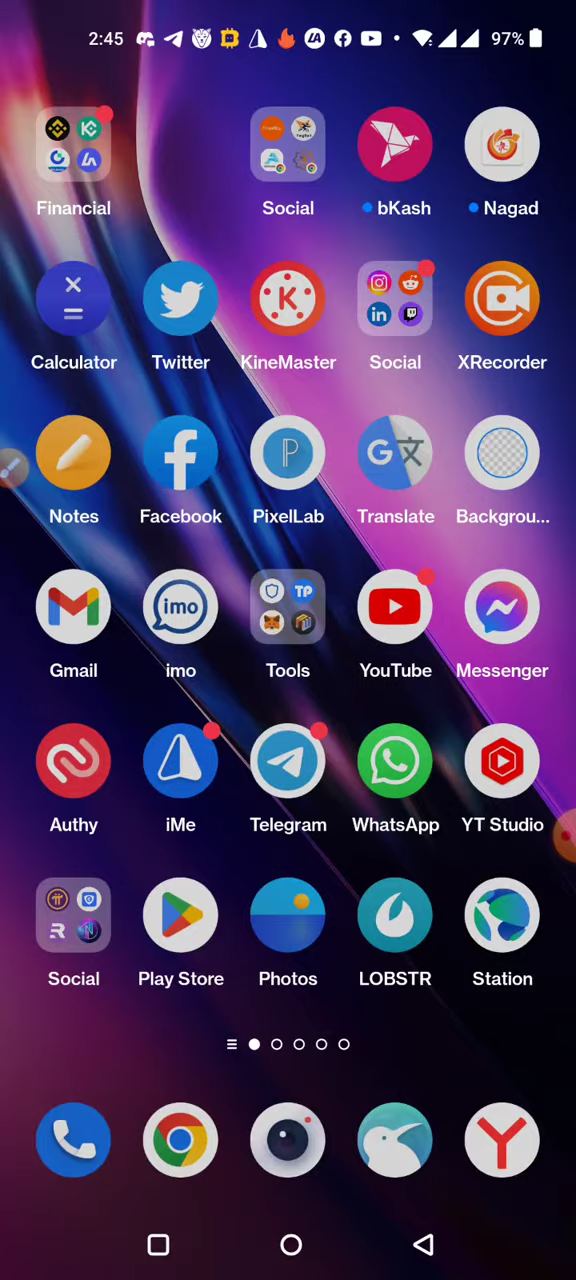 2:45 97%
Financial Social bKash Nagad
Calculator Twitter KineMaster Social XRecorder
Notes Facebook PixelLab Translate Backgrou...
imo
Gmail imo Tools YouTube Messenger
Authy iMe Telegram WhatsApp YT Studio
Social Play Store Photos LOBSTR Station